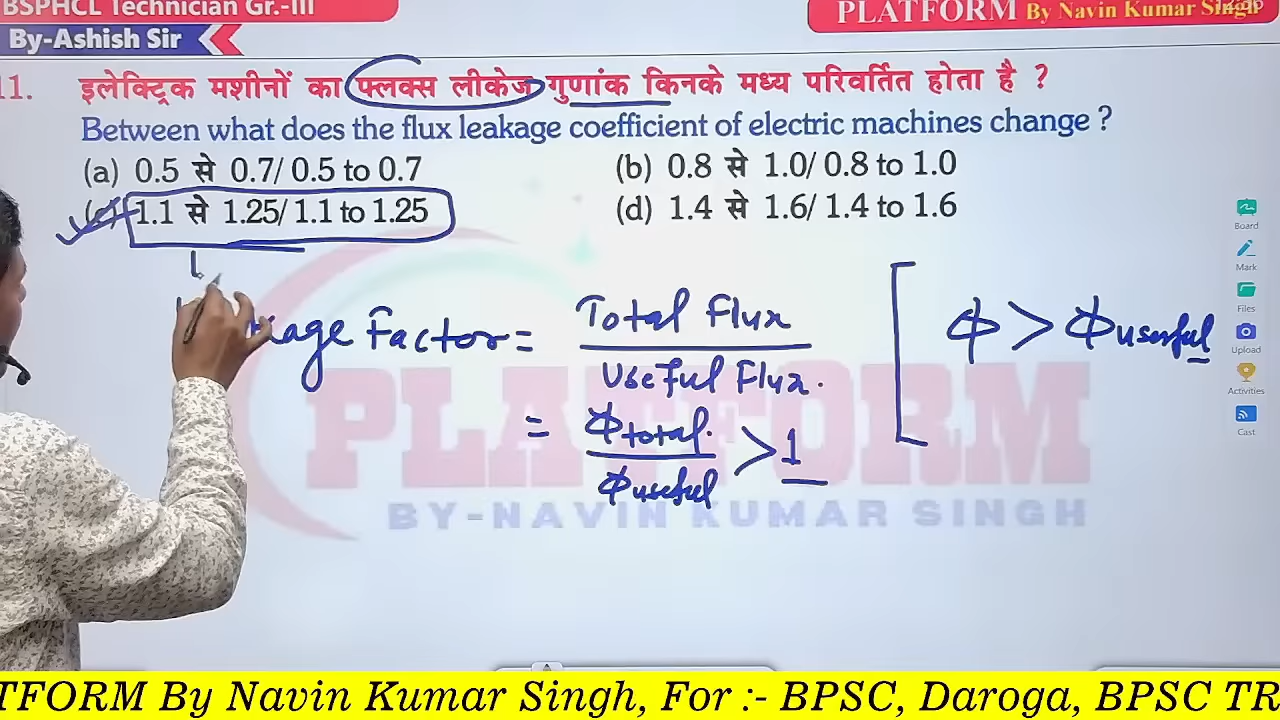 BSPHCL Technician Gr.-III
PLATFORM By Navin Kumar Singh
By-Ashish Sir
11. इलेक्ट्रिक मशीनों का फ्लक्स लीकेज गुणांक किनके मध्य परिवर्तित होता है ?
Between what does the flux leakage coefficient of electric machines change ?
(a) 0.5 से 0.7/ 0.5 to 0.7
(b) 0.8 से 1.0/ 0.8 to 1.0
(c) 1.1 से 1.25/ 1.1 to 1.25
(d) 1.4 से 1.6/ 1.4 to 1.6
kage Factor = Total Flux
Useful Flux.
= Φtotal. > 1
Φuseful
Φ > Φuserful
PLATFORM
BY-NAVIN KUMAR SINGH
Board
Mark
Files
Upload
Activities
Cast
TFORM By Navin Kumar Singh, For :- BPSC, Daroga, BPSC TR